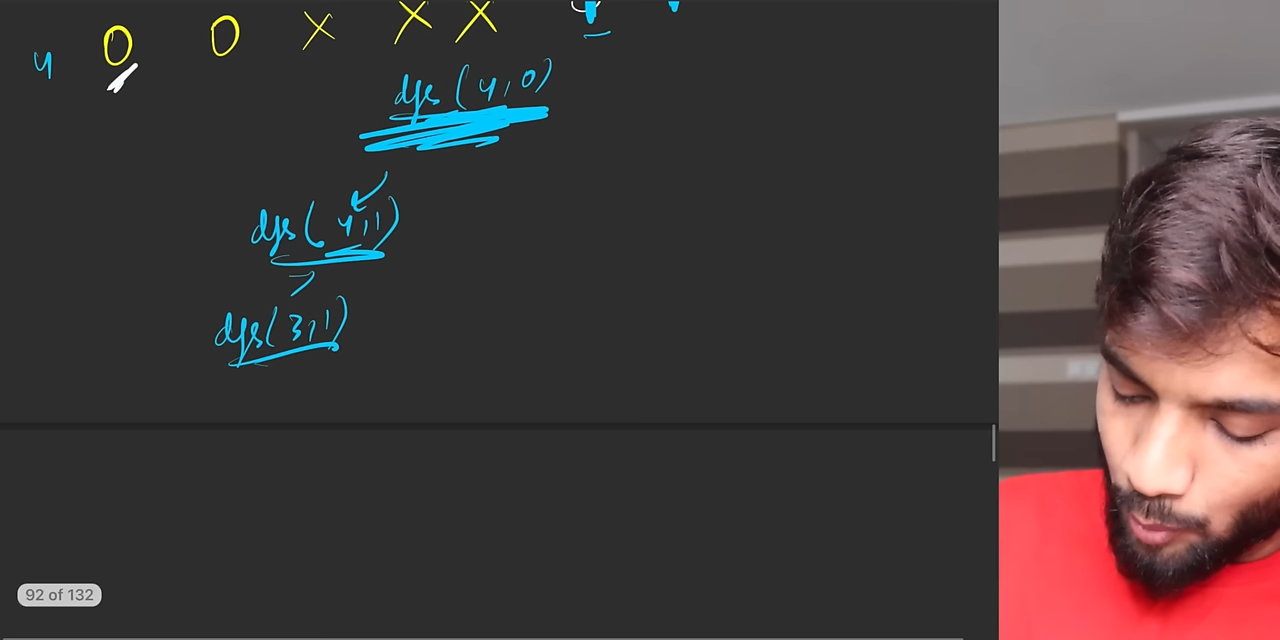 4 O O X X X
dfs (4,0)
dfs (4,1)
dfs (3,1)
92 of 132